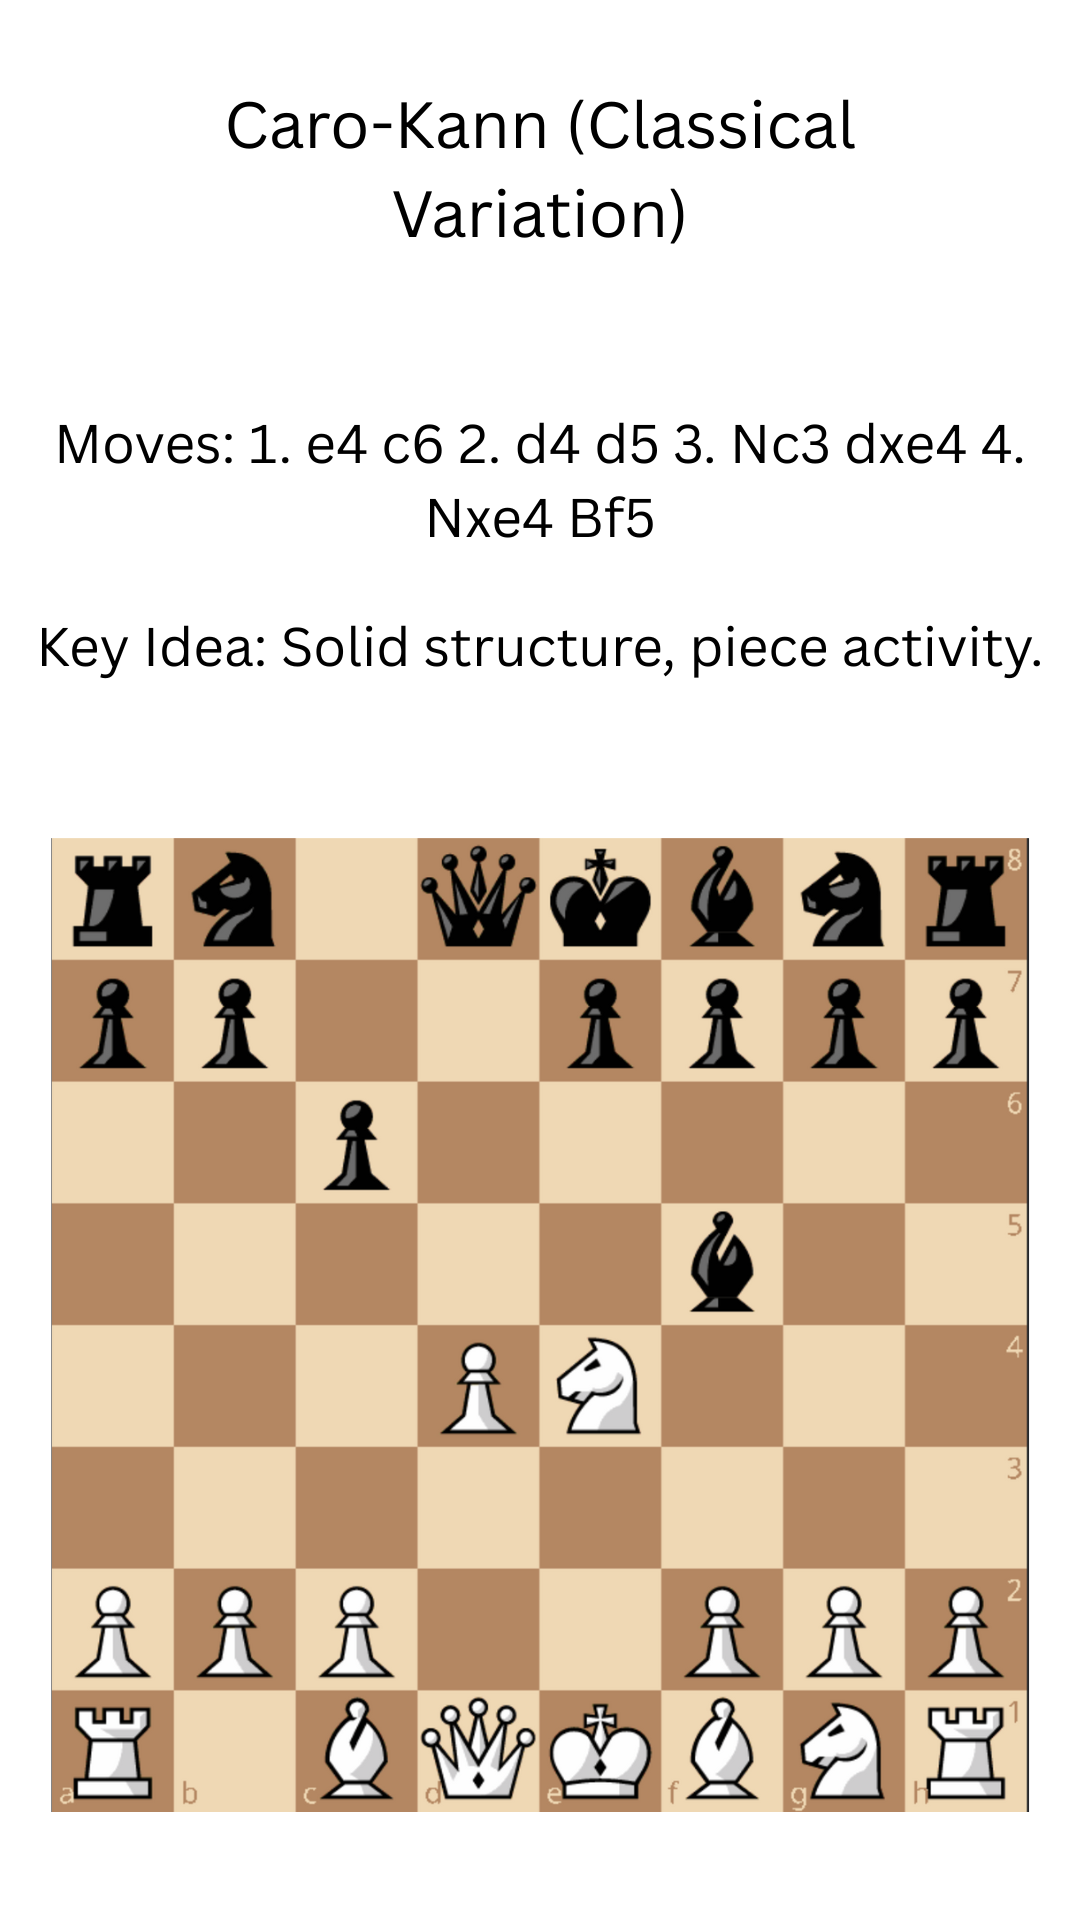 Caro-Kann (Classical
Variation)
Moves: 1. e4 c6 2. d4 d5 3. Nc3 dxe4 4.
Nxe4 Bf5
Key Idea: Solid structure, piece activity.
8
7
6
5
4
3
2
1
a b c d e f g h